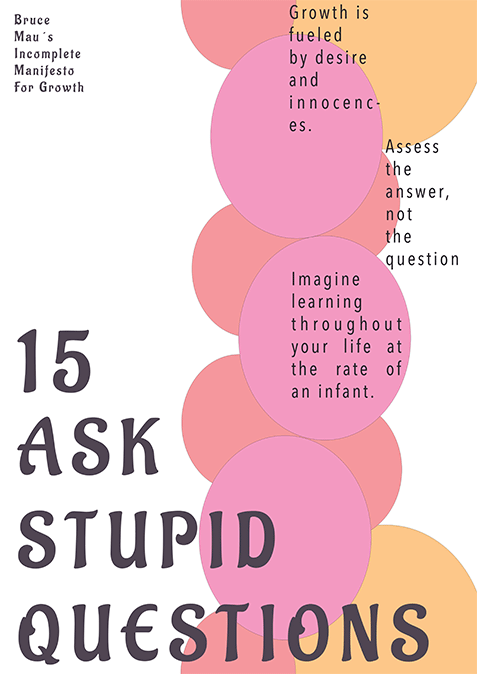 Bruce
Mau´s
Incomplete
Manifesto
For Growth
Growth is
fueled
by desire
and
innocenc-
es.
Assess
the
answer,
not
the
question
Imagine
learning
throughout
your life at
the rate of
an infant.
15
ASK
STUPID
QUESTIONS